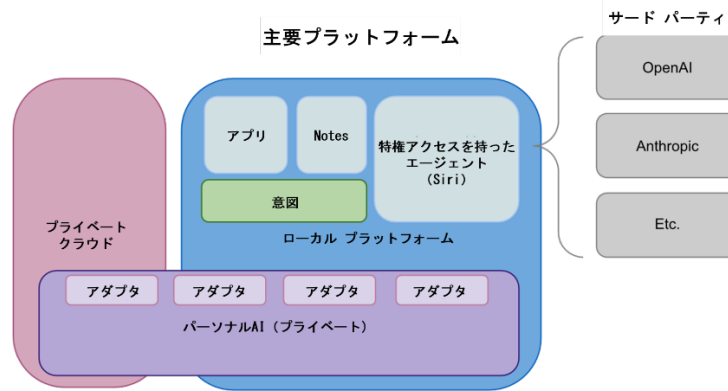 サード パーティ
主要プラットフォーム
OpenAI
Anthropic
Etc.
アプリ
Notes
特権アクセスを持った
エージェント
(Siri)
意図
ローカル プラットフォーム
プライベート
クラウド
アダプタ
アダプタ
アダプタ
アダプタ
パーソナルAI (プライベート)